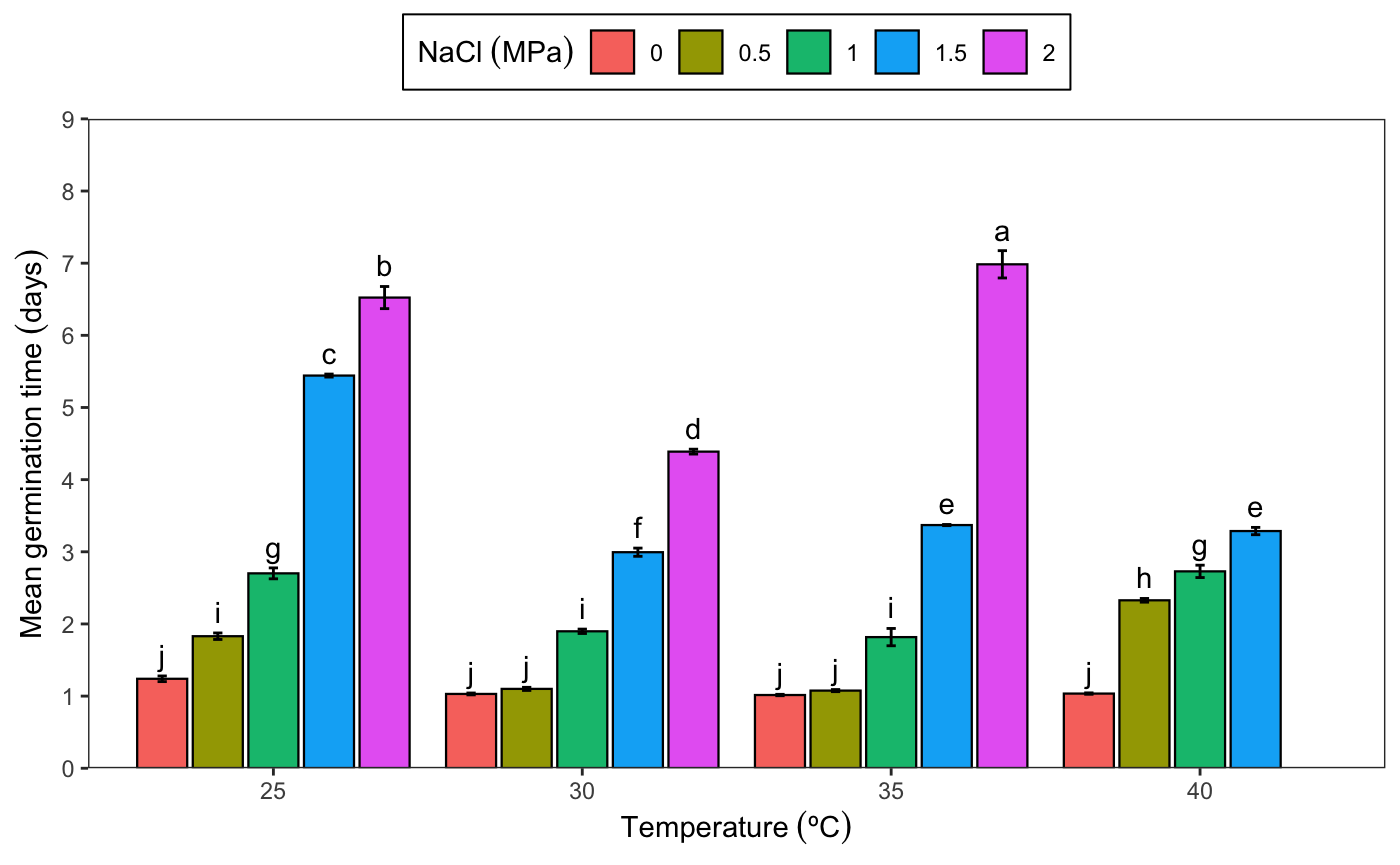 NaCl (MPa) 0 0.5 1 1.5 2
9
8
7
6
5
4
3
2
1
0
Mean germination time (days)
j i g c b
j j i f d
j j i e a
j h g e
25 30 35 40
Temperature (ºC)